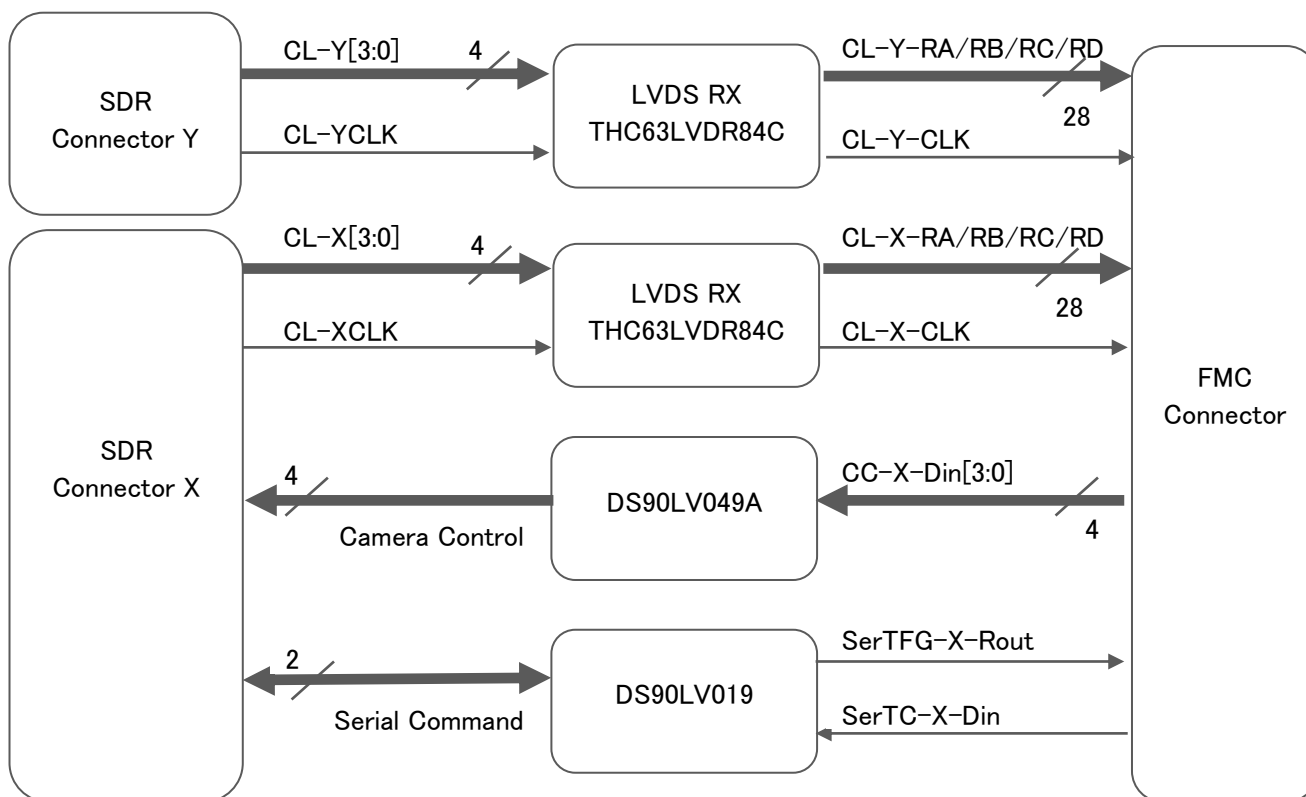 SDR
Connector Y
CL-Y[3:0]
4
CL-YCLK
LVDS RX
THC63LVDR84C
CL-Y-RA/RB/RC/RD
28
CL-Y-CLK
SDR
Connector X
CL-X[3:0]
4
CL-XCLK
LVDS RX
THC63LVDR84C
CL-X-RA/RB/RC/RD
28
CL-X-CLK
FMC
Connector
4
Camera Control
DS90LV049A
CC-X-Din[3:0]
4
2
Serial Command
DS90LV019
SerTFG-X-Rout
SerTC-X-Din